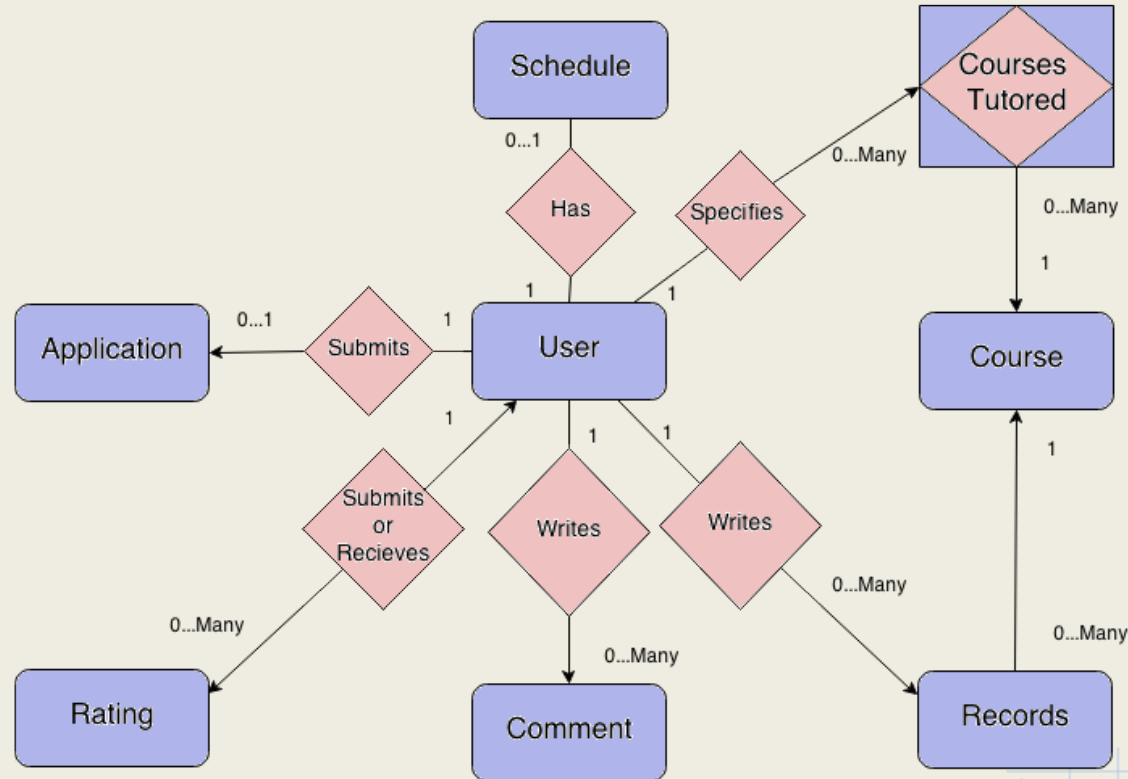 Schedule
Courses
Tutored
0...1
0...Many
Has
Specifies
0...Many
1
1
1
0...1
1
Application
Submits
User
Course
1
1
1
1
Submits
or
Recieves
Writes
Writes
0...Many
0...Many
0...Many
0...Many
Rating
Comment
Records